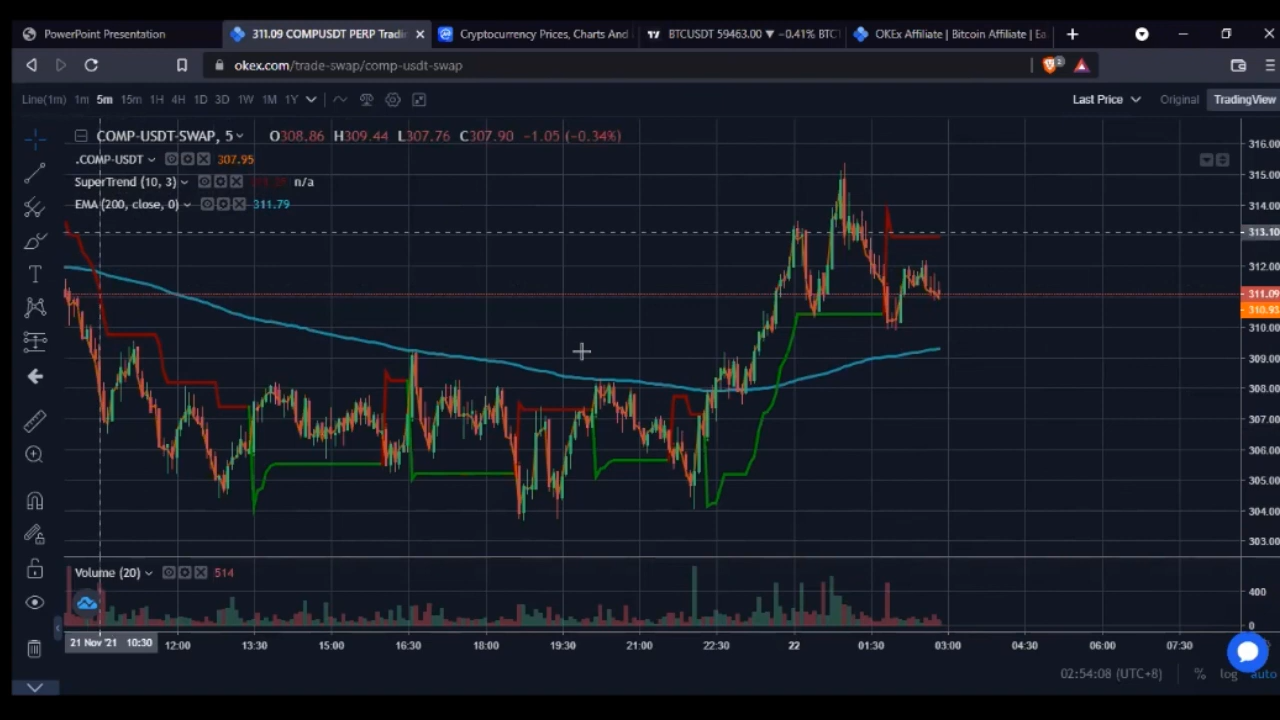 PowerPoint Presentation
311.09 COMPUSDT PERP Tradi
Cryptocurrency Prices, Charts And
BTCUSDT 59463.00 ▼ −0.41% BTC
OKEx Affiliate | Bitcoin Affiliate | Ea
okex.com/trade-swap/comp-usdt-swap
2
Line(1m) 1m 5m 15m 1H 4H 1D 3D 1W 1M 1Y
Last Price Original TradingView
COMP-USDT-SWAP, 5 O308.86 H309.44 L307.76 C307.90 −1.05 (−0.34%)
.COMP-USDT 307.95
SuperTrend (10, 3) n/a
EMA (200, close, 0) 311.79
316.00
315.00
314.00
313.10
312.00
311.09
310.93
310.00
309.00
308.00
307.00
306.00
305.00
304.00
303.00
Volume (20) 514
400
0
21 Nov '21 10:30 12:00 13:30 15:00 16:30 18:00 19:30 21:00 22:30 22 01:30 03:00 04:30 06:00 07:30
02:54:08 (UTC+8) % log auto